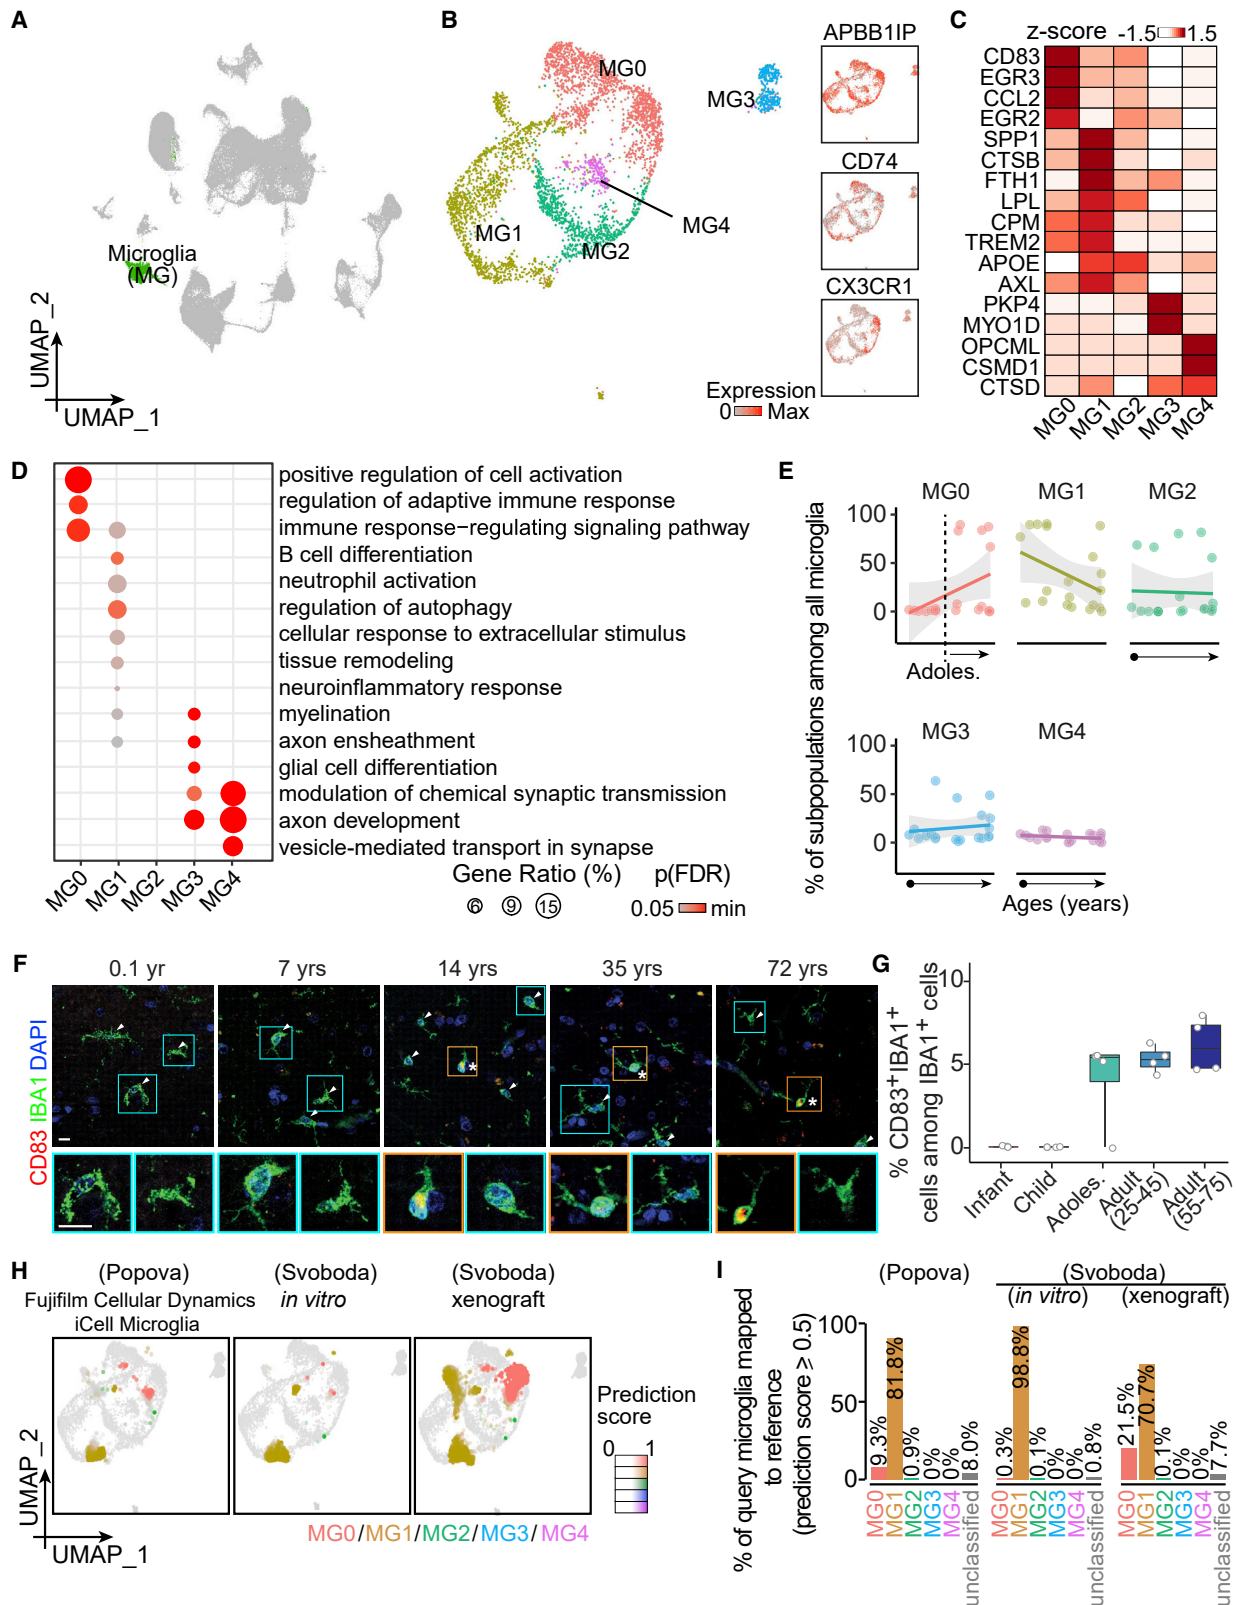 A
Microglia
(MG)
UMAP_2
UMAP_1
B
MG0
MG3
MG1
MG2
MG4
APBB1IP
CD74
CX3CR1
Expression
0 Max
C
z-score -1.5 1.5
CD83
EGR3
CCL2
EGR2
SPP1
CTSB
FTH1
LPL
CPM
TREM2
APOE
AXL
PKP4
MYO1D
OPCML
CSMD1
CTSD
MG0 MG1 MG2 MG3 MG4
D
positive regulation of cell activation
regulation of adaptive immune response
immune response−regulating signaling pathway
B cell differentiation
neutrophil activation
regulation of autophagy
cellular response to extracellular stimulus
tissue remodeling
neuroinflammatory response
myelination
axon ensheathment
glial cell differentiation
modulation of chemical synaptic transmission
axon development
vesicle-mediated transport in synapse
MG0 MG1 MG2 MG3 MG4
Gene Ratio (%) p(FDR)
6 9 15 0.05 min
E
% of subpopulations among all microglia
MG0 MG1 MG2
100
50
0
Adoles.
MG3 MG4
100
50
0
Ages (years)
F
CD83 IBA1 DAPI
0.1 yr 7 yrs 14 yrs 35 yrs 72 yrs
* * *
G
% CD83+IBA1+
cells among IBA1+ cells
10
5
0
Infant
Child
Adoles.
Adult
(25-45)
Adult
(55-75)
H
(Popova) (Svoboda) (Svoboda)
Fujifilm Cellular Dynamics in vitro xenograft
iCell Microglia
Prediction
score
0 1
UMAP_2
UMAP_1
MG0/MG1/MG2/MG3/MG4
I
(Popova) (Svoboda)
(in vitro) (xenograft)
% of query microglia mapped
to reference
(prediction score ≥ 0.5)
100
50
0
9.3% 81.8% 0.9% 0% 0% 8.0%
0.3% 98.8% 0.1% 0% 0% 0.8%
21.5% 70.7% 0.1% 0% 0% 7.7%
MG0 MG1 MG2 MG3 MG4 unclassified
MG0 MG1 MG2 MG3 MG4 unclassified
MG0 MG1 MG2 MG3 MG4 unclassified